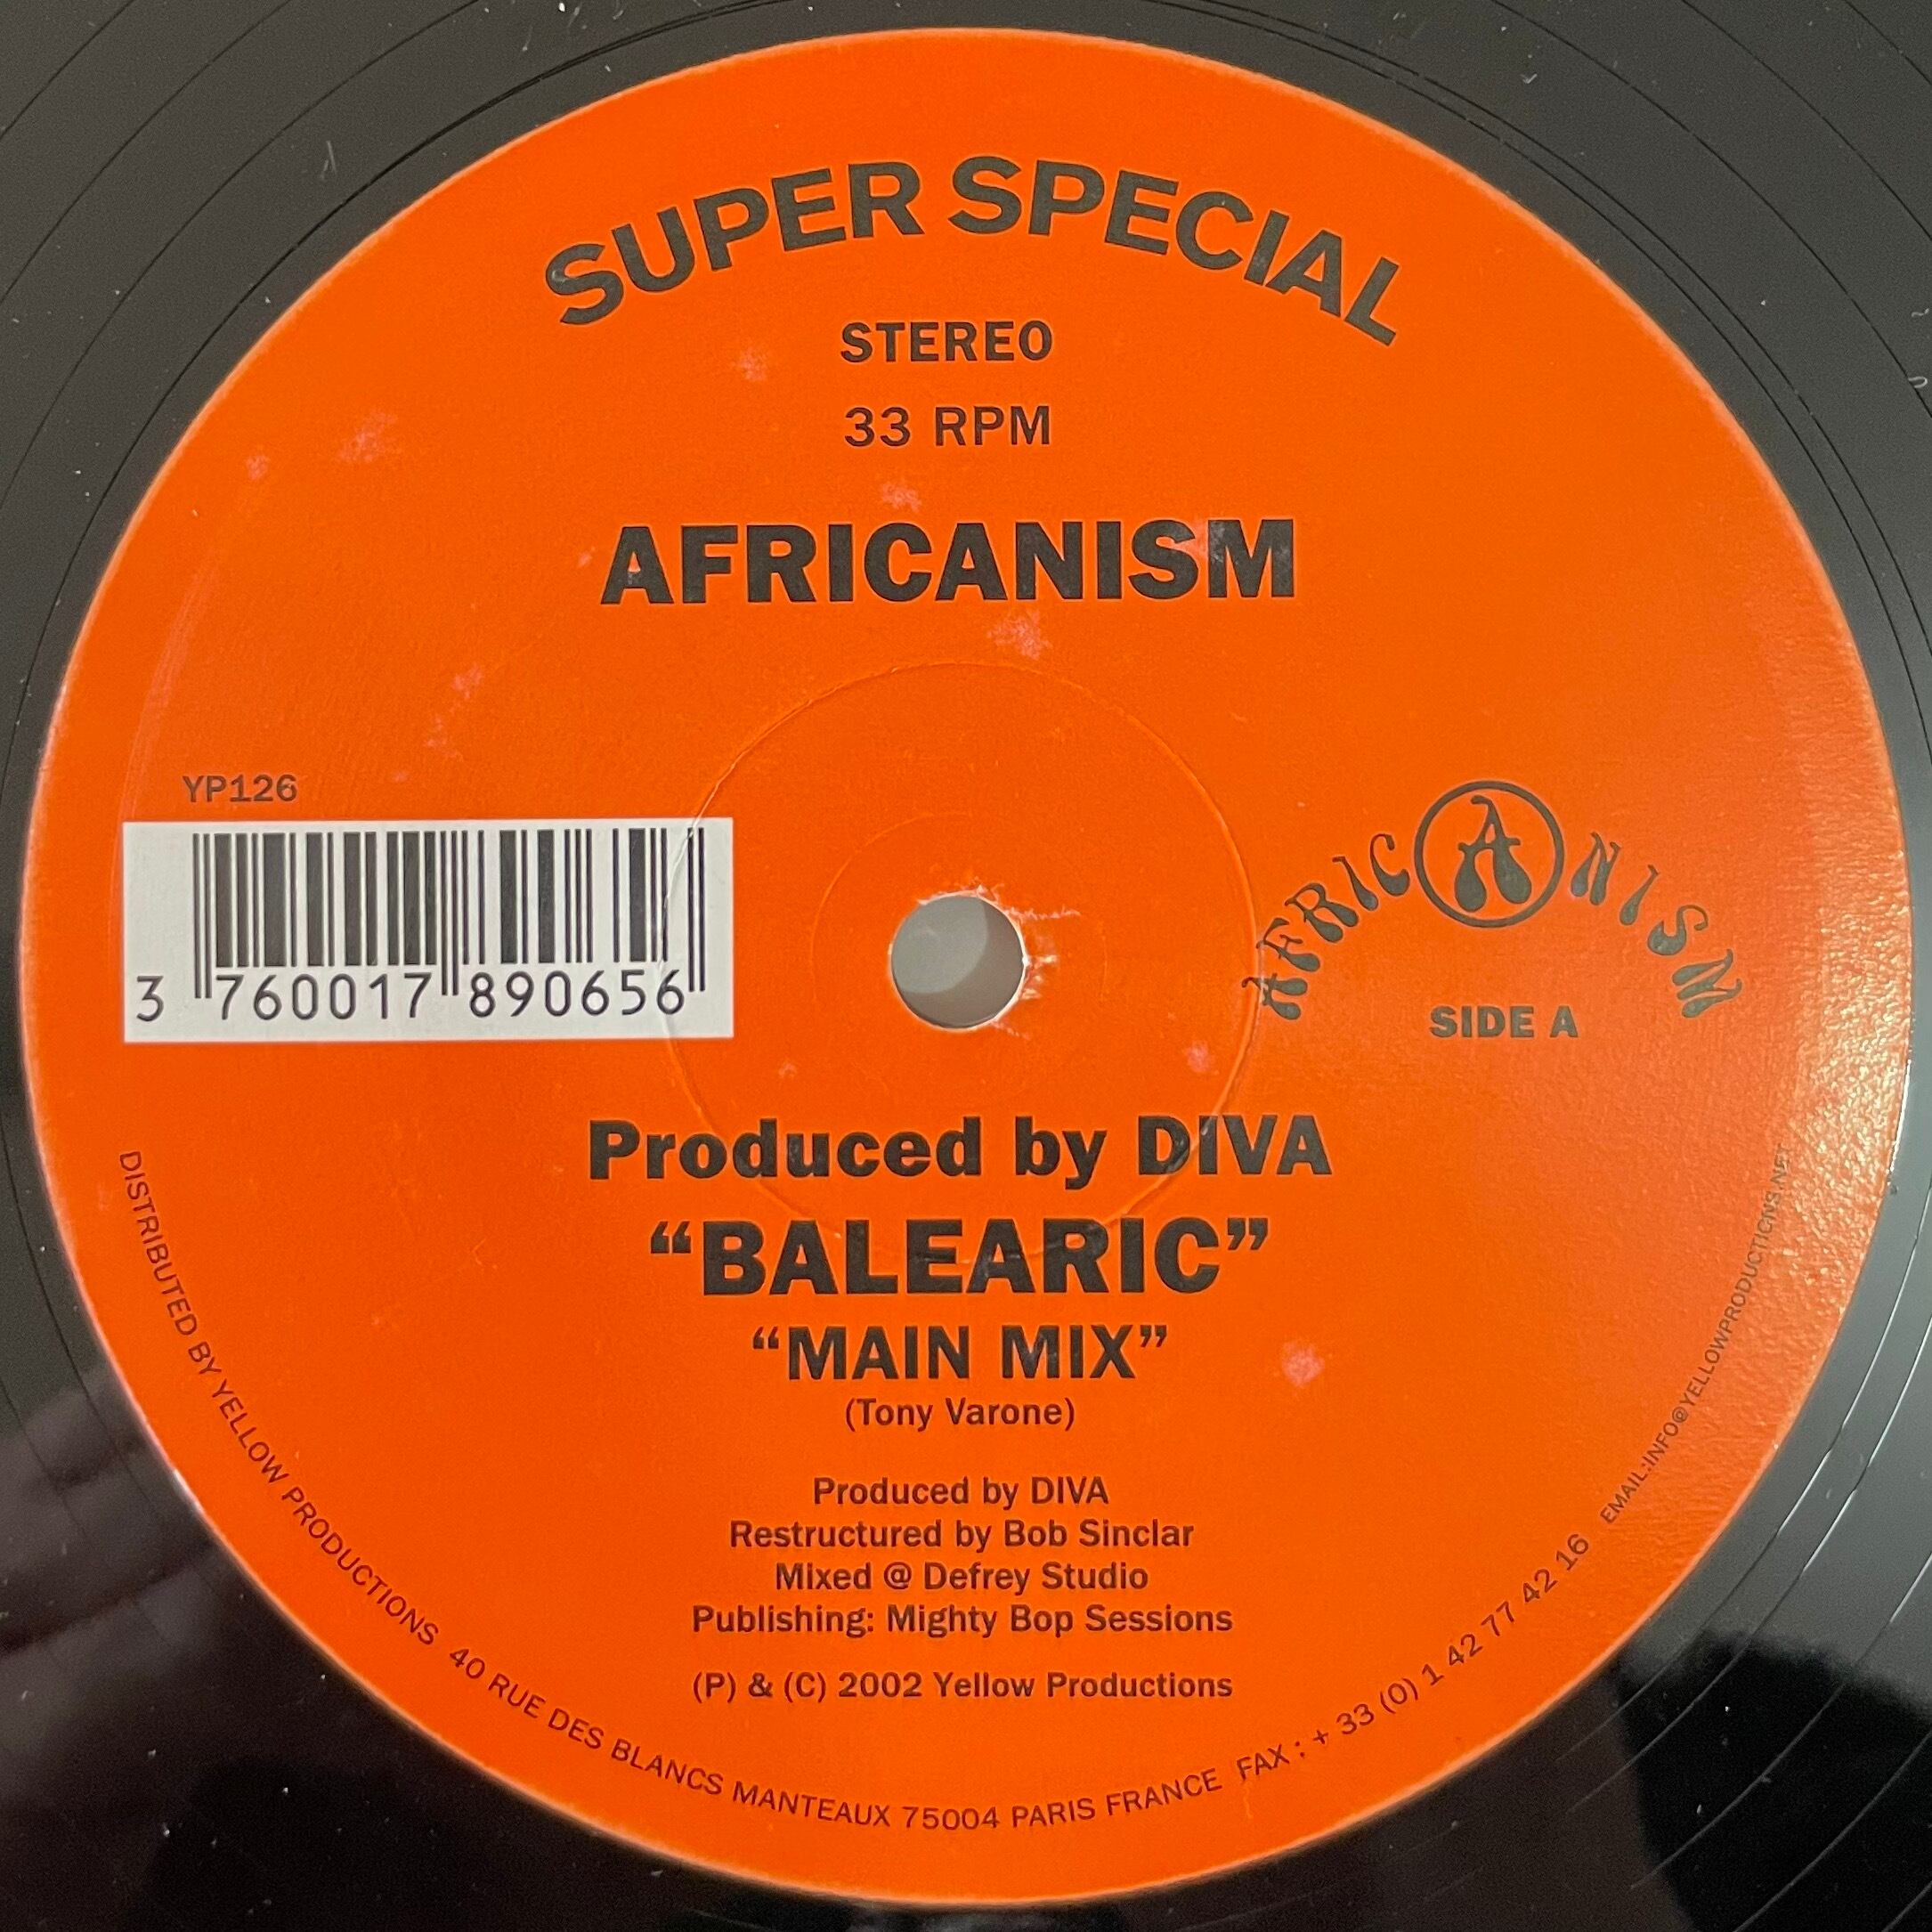 SUPER SPECIAL
STEREO
33 RPM
AFRICANISM
YP126
3 760017 890656
AFRICANISM
SIDE A
Produced by DIVA
“BALEARIC”
“MAIN MIX”
(Tony Varone)
Produced by DIVA
Restructured by Bob Sinclar
Mixed @ Defrey Studio
Publishing: Mighty Bop Sessions
(P) & (C) 2002 Yellow Productions
DISTRIBUTED BY YELLOW PRODUCTIONS 40 RUE DES BLANCS MANTEAUX 75004 PARIS FRANCE FAX : + 33 (0) 1 42 77 42 16 EMAIL:INFO@YELLOWPRODUCTIONS.NET